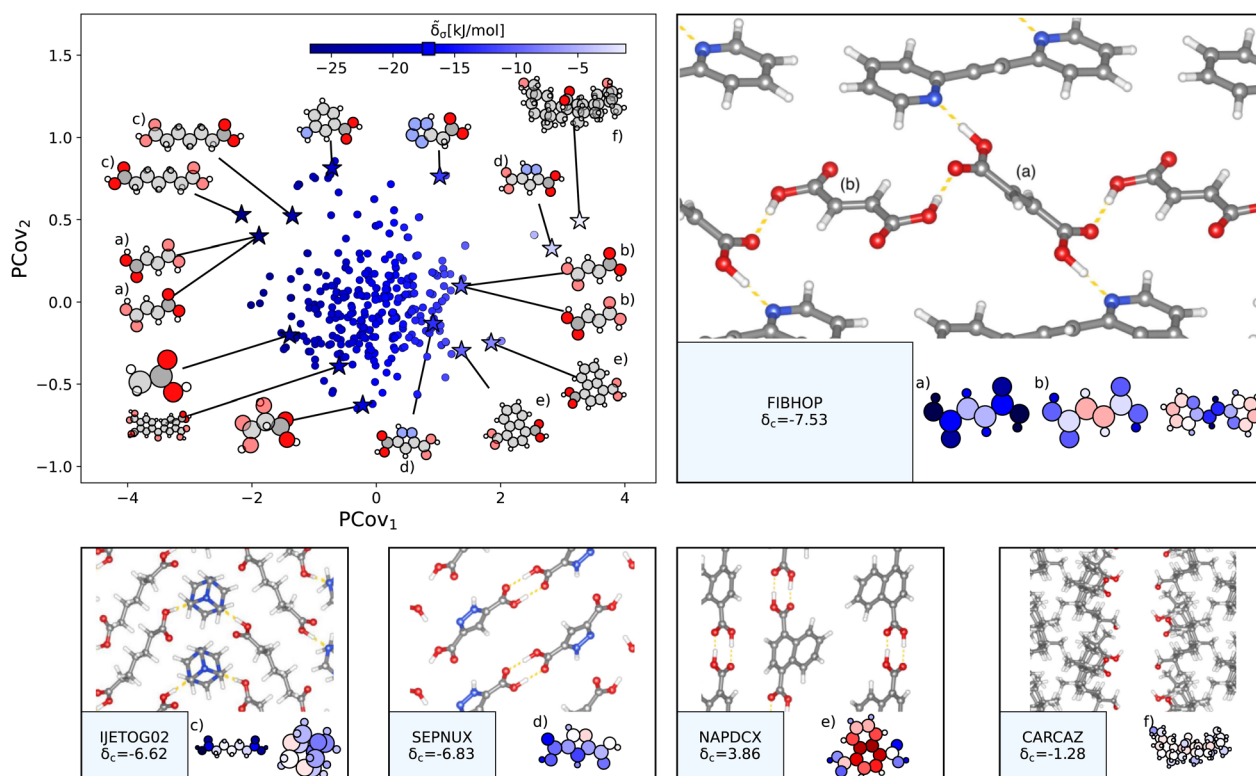 δ̃σ[kJ/mol]
−25
−20
−15
−10
−5
1.5
1.0
0.5
0.0
−0.5
−1.0
PCov₂
−4
−2
0
2
4
PCov₁
c)
c)
a)
a)
f)
d)
b)
b)
e)
e)
d)
(a)
(b)
FIBHOP
δc=-7.53
a)
b)
IJETOG02
δc=-6.62
c)
SEPNUX
δc=-6.83
d)
NAPDCX
δc=3.86
e)
CARCAZ
δc=-1.28
f)